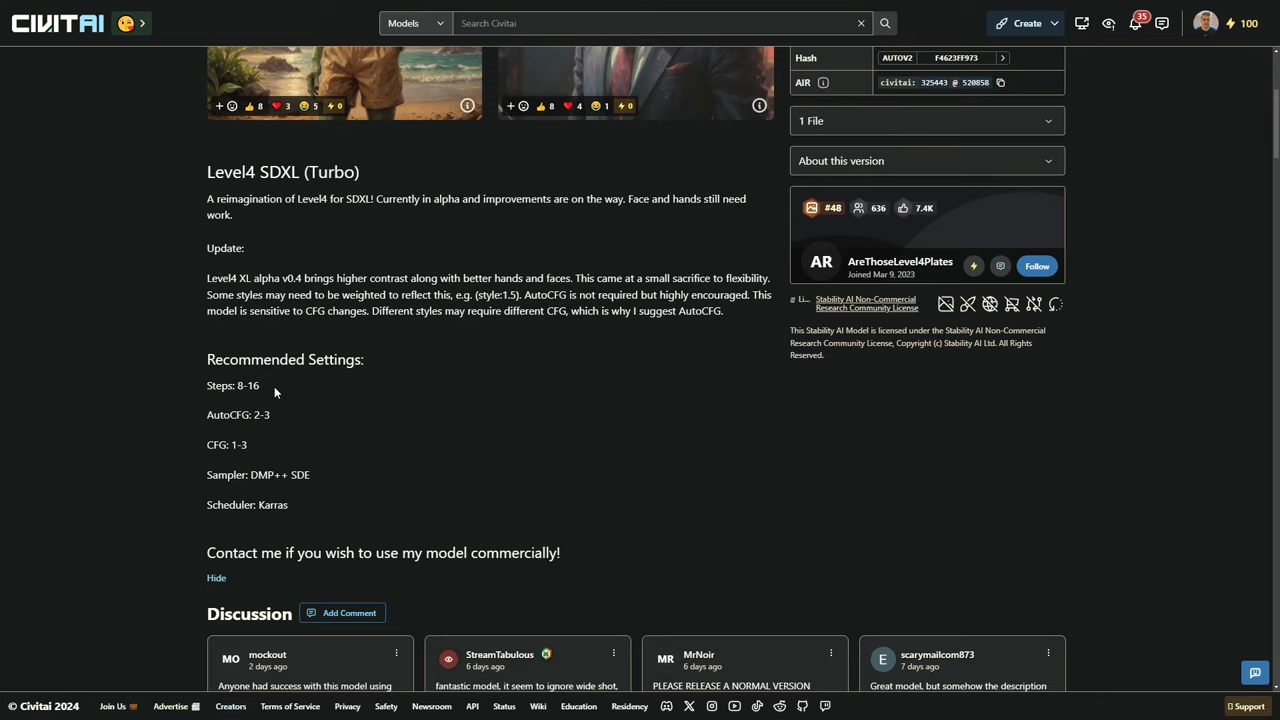 CIVITAI
Models
Search Civitai
Create
35
100
8 3 5 0
8 4 1 0
Hash
AUTOV2 F4623FF973
AIR
civitai: 325443 @ 520858
1 File
About this version
#48 636 7.4K
AR
AreThoseLevel4Plates
Joined Mar 9, 2023
Follow
Li...
Stability AI Non-Commercial
Research Community License
This Stability AI Model is licensed under the Stability AI Non-Commercial
Research Community License, Copyright (c) Stability AI Ltd. All Rights
Reserved.
Level4 SDXL (Turbo)
A reimagination of Level4 for SDXL! Currently in alpha and improvements are on the way. Face and hands still need
work.
Update:
Level4 XL alpha v0.4 brings higher contrast along with better hands and faces. This came at a small sacrifice to flexibility.
Some styles may need to be weighted to reflect this, e.g. (style:1.5). AutoCFG is not required but highly encouraged. This
model is sensitive to CFG changes. Different styles may require different CFG, which is why I suggest AutoCFG.
Recommended Settings:
Steps: 8-16
AutoCFG: 2-3
CFG: 1-3
Sampler: DMP++ SDE
Scheduler: Karras
Contact me if you wish to use my model commercially!
Hide
Discussion
Add Comment
MO
mockout
2 days ago
Anyone had success with this model using
StreamTabulous
6 days ago
fantastic model, it seem to ignore wide shot,
MR
MrNoir
6 days ago
PLEASE RELEASE A NORMAL VERSION
E
scarymailcom873
7 days ago
Great model, but somehow the description
© Civitai 2024
Join Us
Advertise
Creators
Terms of Service
Privacy
Safety
Newsroom
API
Status
Wiki
Education
Residency
Support